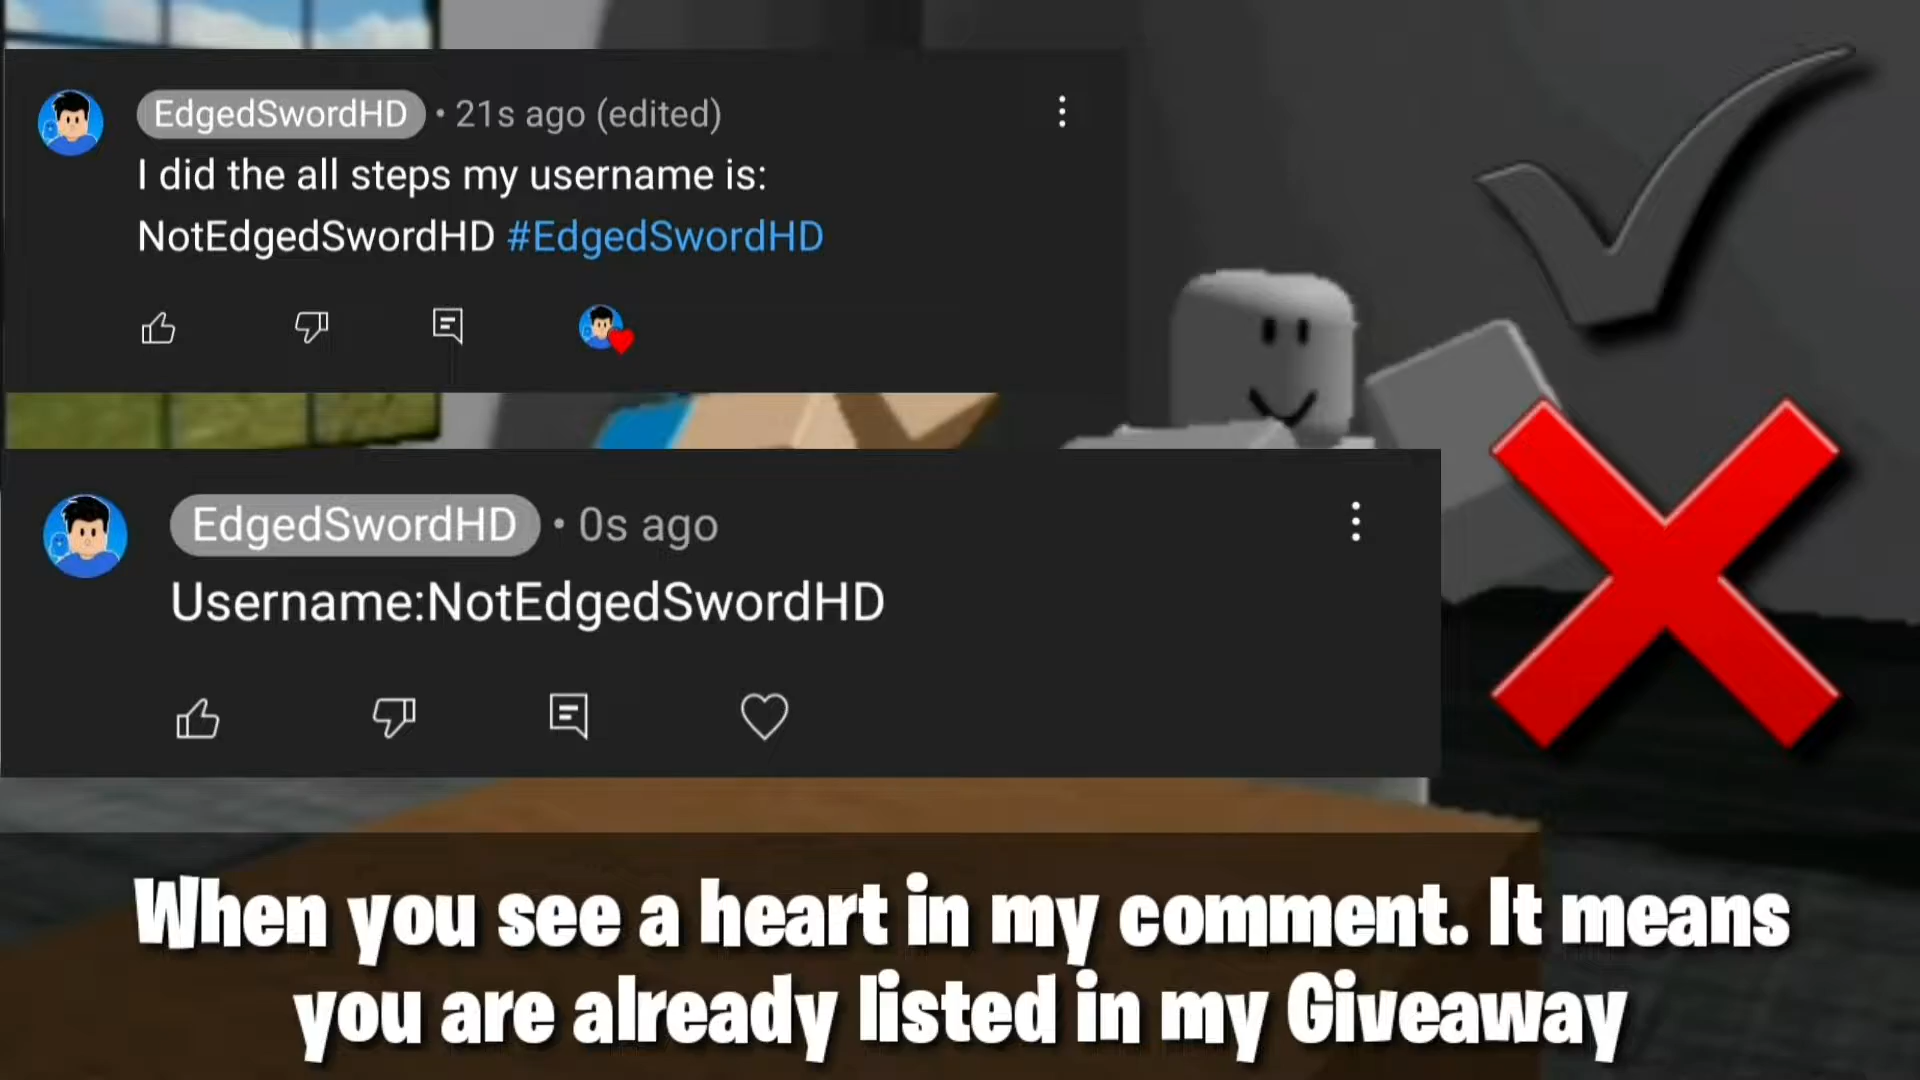 EdgedSwordHD • 21s ago (edited)
I did the all steps my username is:
NotEdgedSwordHD #EdgedSwordHD
EdgedSwordHD • 0s ago
Username:NotEdgedSwordHD
When you see a heart in my comment. It means
you are already listed in my Giveaway